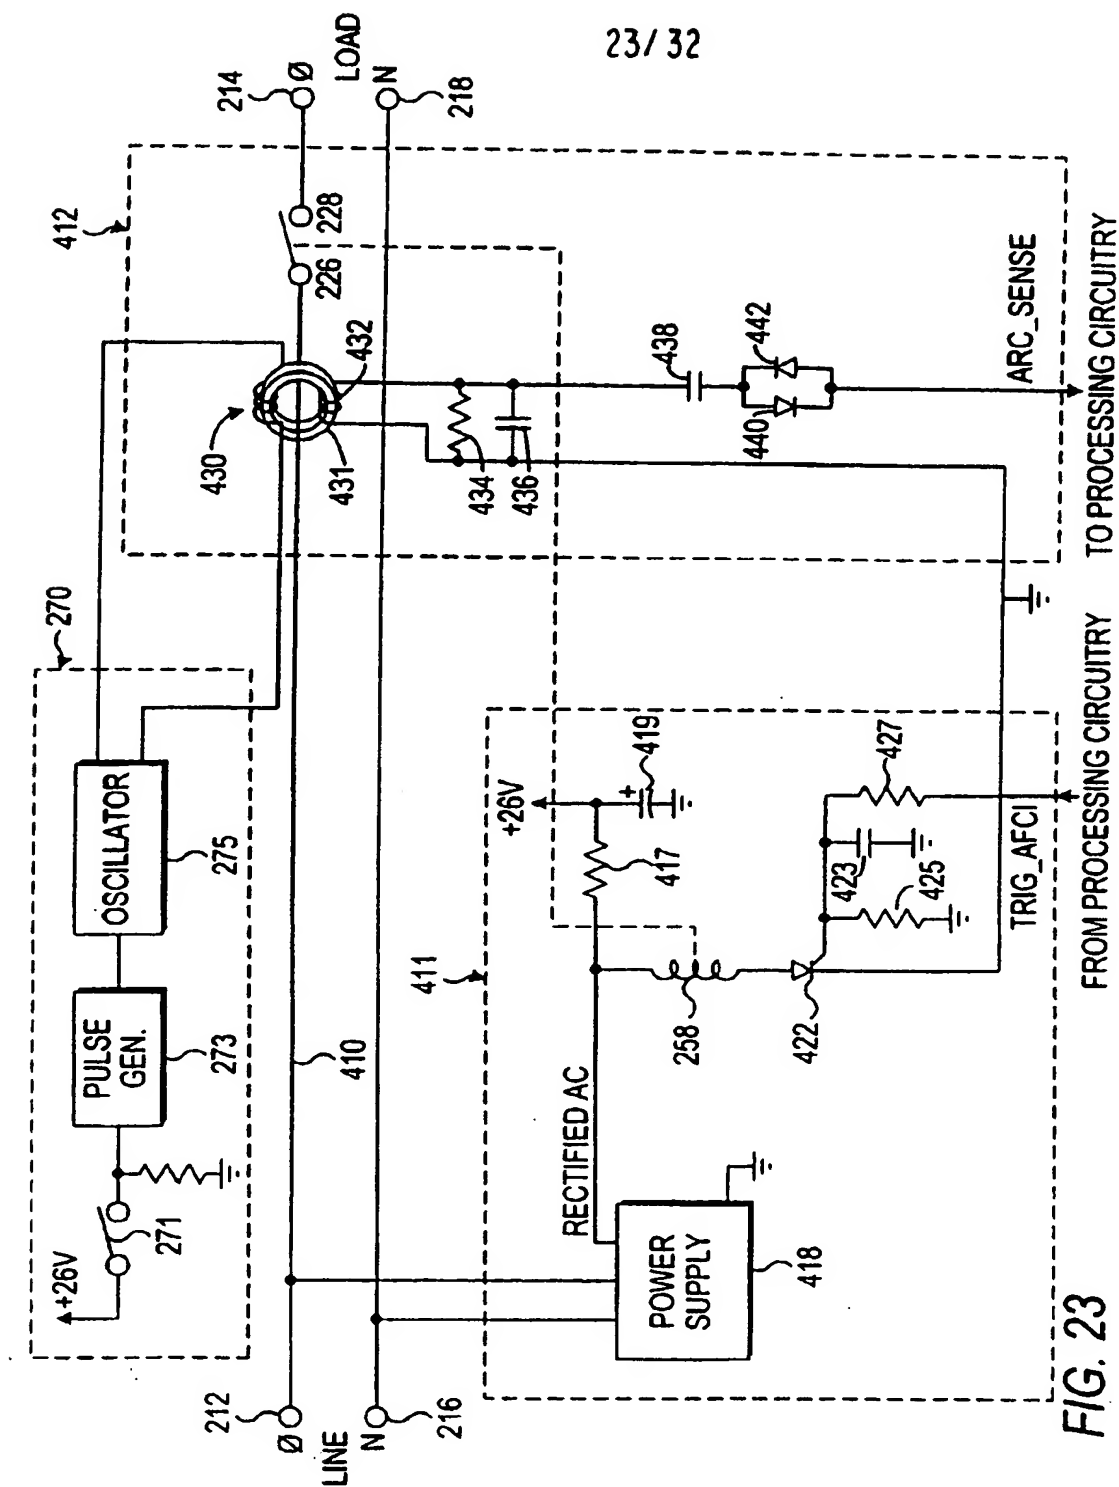 23/32
270
+26V
271
PULSE
GEN.
273
OSCILLATOR
275
412
430
431
432
226
228
214
Ø
LOAD
N
218
212
Ø
LINE
N
216
410
434
436
438
440
442
ARC_SENSE
TO PROCESSING CIRCUITRY
411
POWER
SUPPLY
418
RECTIFIED AC
+26V
417
+
419
258
422
423
425
427
TRIG_AFCI
FROM PROCESSING CIRCUITRY
FIG. 23